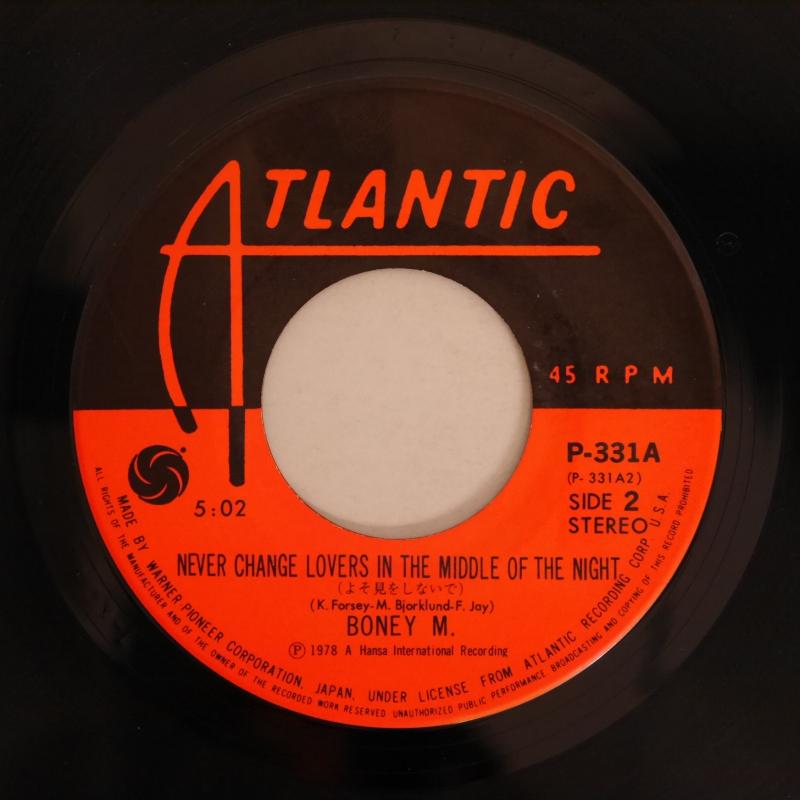 ATLANTIC
45 RPM
P-331A
(P-331A2)
5:02
SIDE 2
STEREO
NEVER CHANGE LOVERS IN THE MIDDLE OF THE NIGHT
(よそ見をしないで)
(K. Forsey-M. Bjorklund-F. Jay)
BONEY M.
Ⓟ 1978 A Hansa International Recording
MADE BY WARNER PIONEER CORPORATION, JAPAN, UNDER LICENSE FROM ATLANTIC RECORDING CORP U.S.A.
ALL RIGHTS OF THE MANUFACTURER AND OF THE OWNER OF THE RECORDED WORK RESERVED UNAUTHORIZED PUBLIC PERFORMANCE BROADCASTING AND COPYING OF THIS RECORD PROHIBITED